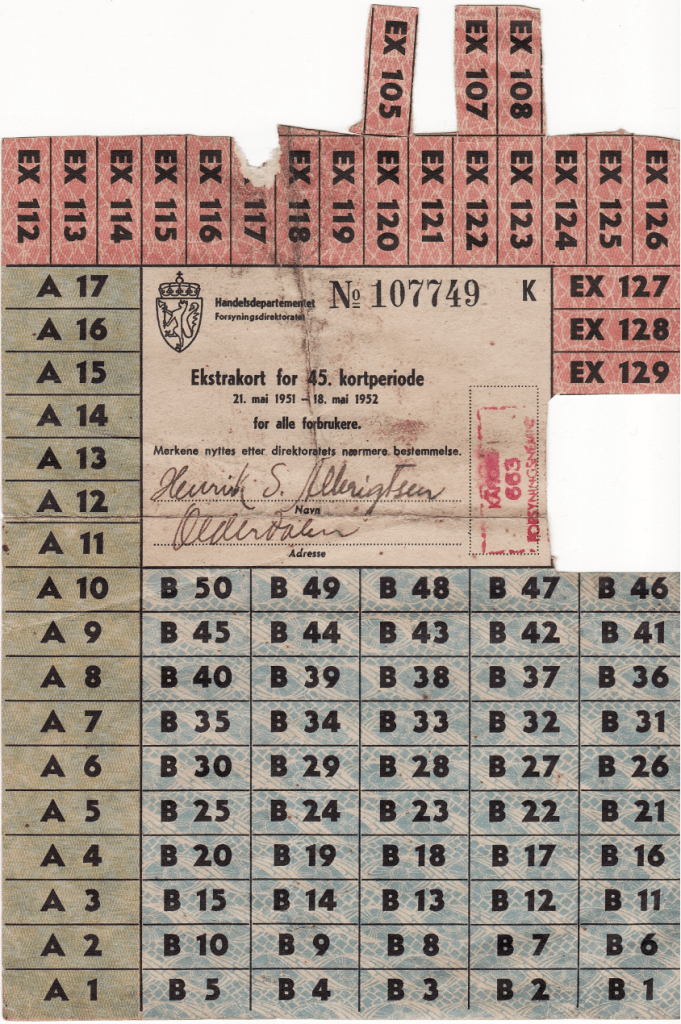 EX 105
EX 107
EX 108
EX 112
EX 113
EX 114
EX 115
EX 116
117
EX 118
EX 119
EX 120
EX 121
EX 122
EX 123
EX 124
EX 125
EX 126
A 17
Handelsdepartementet
Forsyningsdirektoratet
№ 107749 K
EX 127
A 16
EX 128
A 15
Ekstrakort for 45. kortperiode
EX 129
21. mai 1951 – 18. mai 1952
A 14
for alle forbrukere.
A 13
Merkene nyttes etter direktoratets nærmere bestemmelse.
A 12
Henrik S. Albrigtsen
Navn
A 11
Olderdalen
Adresse
663
FORSYNINGSNEMND
A 10 B 50 B 49 B 48 B 47 B 46
A 9 B 45 B 44 B 43 B 42 B 41
A 8 B 40 B 39 B 38 B 37 B 36
A 7 B 35 B 34 B 33 B 32 B 31
A 6 B 30 B 29 B 28 B 27 B 26
A 5 B 25 B 24 B 23 B 22 B 21
A 4 B 20 B 19 B 18 B 17 B 16
A 3 B 15 B 14 B 13 B 12 B 11
A 2 B 10 B 9 B 8 B 7 B 6
A 1 B 5 B 4 B 3 B 2 B 1